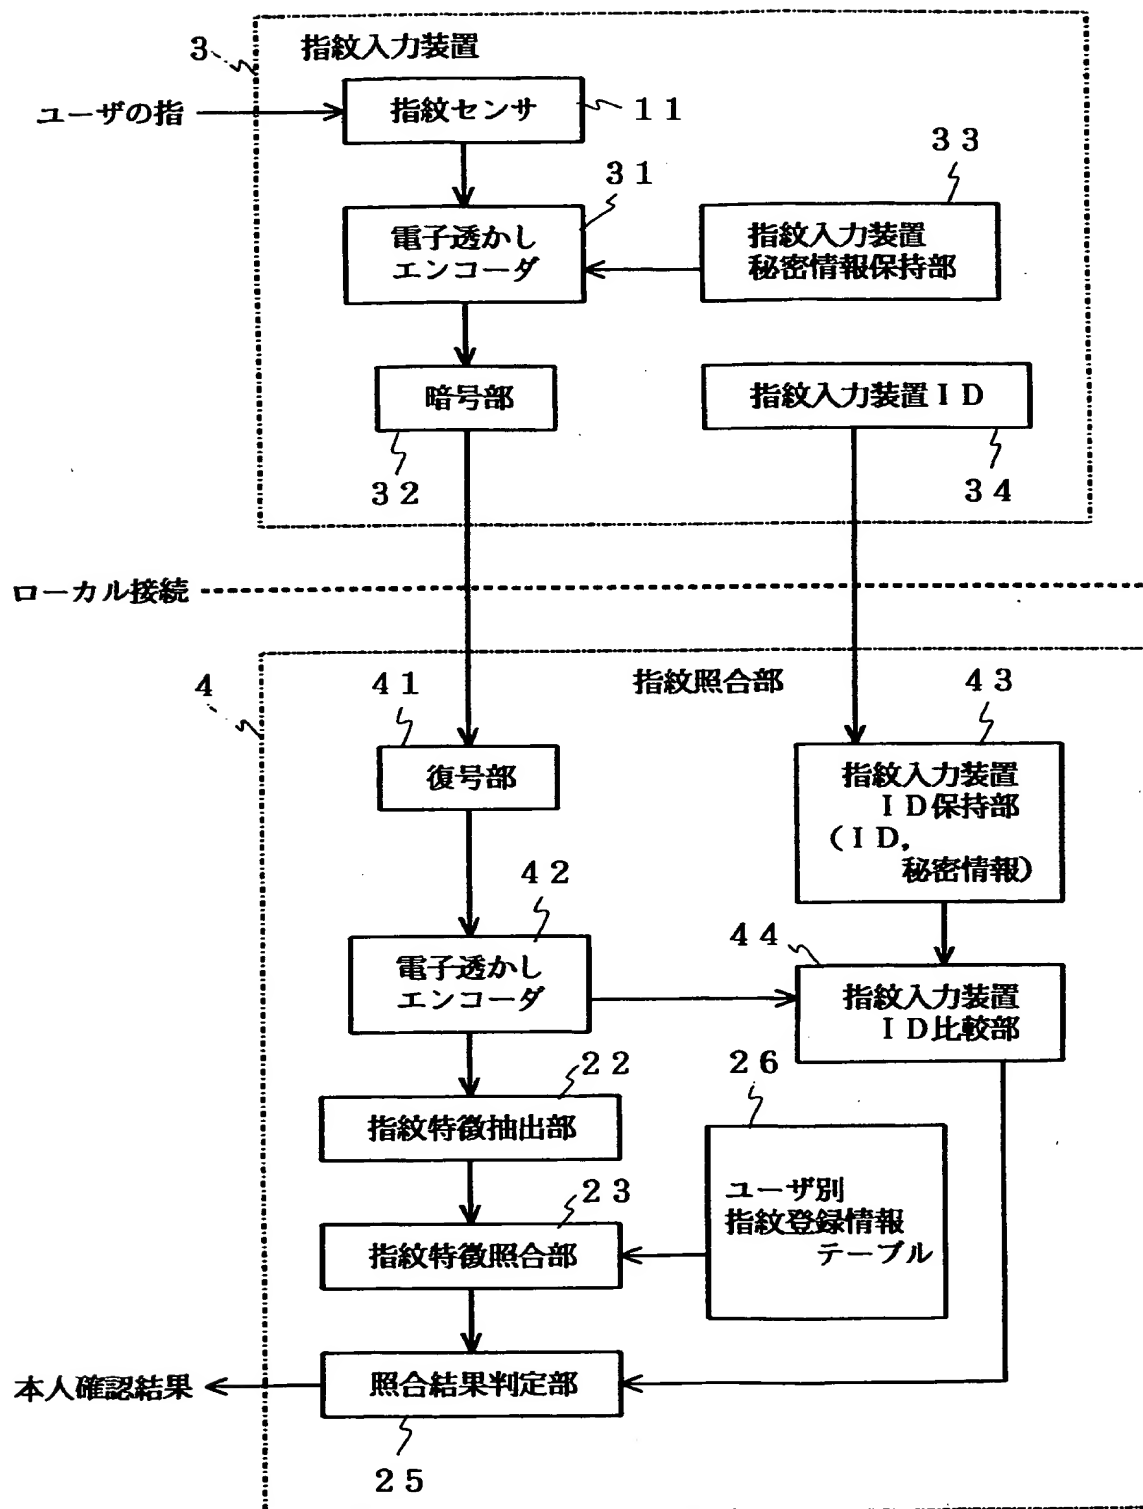 3
指紋入力装置
ユーザの指
指紋センサ
11
31
33
電子透かし
エンコーダ
指紋入力装置
秘密情報保持部
暗号部
指紋入力装置ID
32
34
ローカル接続
4
41
指紋照合部
43
復号部
指紋入力装置
ID保持部
(ID,
秘密情報)
42
44
電子透かし
エンコーダ
指紋入力装置
ID比較部
22
26
指紋特徴抽出部
23
ユーザ別
指紋登録情報
テーブル
指紋特徴照合部
本人確認結果
照合結果判定部
25